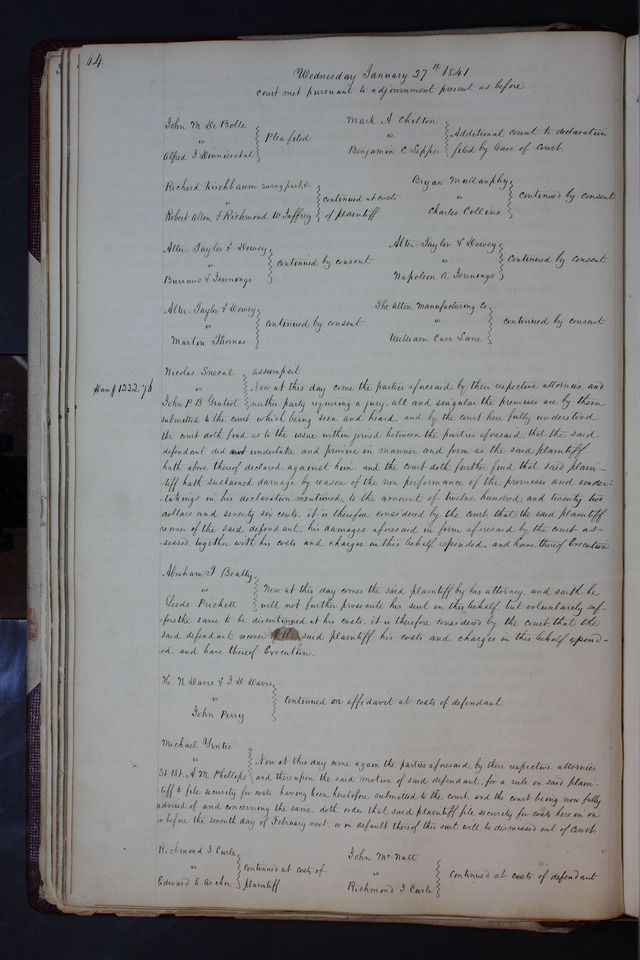 64
Wednesday January 27th 1841
court met pursuant to adjournment present as before
John M De Bolle
vs
Alfred J Dinnies et al
Plea filed
Mark A Chilton
vs
Benjamin C
Additional count to declaration
filed by leave of court
Richard Kirchbaum survg part &c
vs
Robert Allen & Richmond W Jaffrey
continued at costs
of plaintiff
Bryan Mullanphy
vs
Charles Collins
continued by consent
Alter. Taylor & Dewey
vs
Burrows & Jennings
continued by consent
Alter. Taylor & Dewey
vs
Napoleon A Jennings
continued by consent
Alter. Taylor & Dewey
vs
Martin Thomas
continued by consent
The Alton Manufacturing Co
vs
William Carr Lane
continued by consent
Nicolas
vs
John P B Gratiot
assumpsit
Dam $1222.76
Now at this day come the parties aforesaid by their respective attornies, and
neither party requiring a jury, all and singular the premises are by them
submitted to the court which being seen and heard, and by the court here fully understood
the court doth find as to the issue within joined between the parties aforesaid, that the said
defendant did undertake and promise in manner and form as the said plaintiff
hath above thereof declared against him. and the court doth further find that said plain-
tiff hath sustained damage by reason of the non performance of the promises and under-
takings in his declaration mentioned, to the amount of twelve hundred and twenty two
dollars and seventy six cents. it is therefore considered by the court that the said plaintiff
recover of the said defendant. his damages aforesaid in form aforesaid by the court as-
sessed together with his costs and charges in this behalf expended. and have thereof Execution
Abraham J Beatty
vs
Leeds Prichett
Now at this day comes the said plaintiff by his attorney, and saith he
will not further prosecute his suit in this behalf but voluntarily suf-
fers the same to be discontinued at his costs. it is therefore considered by the court that the
said defendant recover of the said plaintiff his costs and charges in this behalf expend-
ed. and have thereof Execution.
H. N Davis & J D Davis
vs
John Perry
continued on affidavit at costs of defendant
Michael
vs
St Bt. A. M. Phillips
Now at this day come again the parties aforesaid by their respective attornies
and thereupon the said motion of said defendant, for a rule on said plain-
tiff to file security for costs having been heretofore submitted to the court, and the court being now fully
advised of and concerning the same. doth order that said plaintiff file security for costs herein on
or before the seventh day of February next. or in default thereof this suit will be dismissed out of court.
Richmond J Curle
vs
Edward E Archer
continued at costs of
plaintiff
John McNutt
vs
Richmond J Curle
continued at costs of defendant